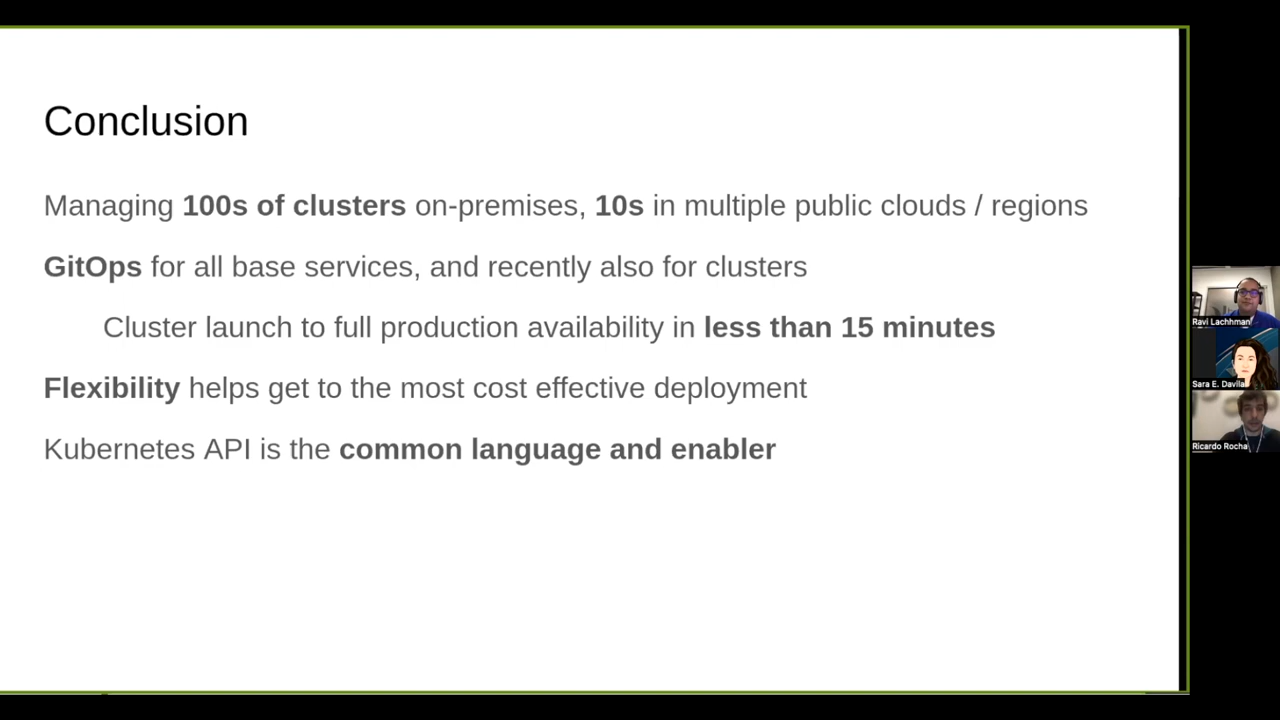 Conclusion
Managing 100s of clusters on-premises, 10s in multiple public clouds / regions
GitOps for all base services, and recently also for clusters
Cluster launch to full production availability in less than 15 minutes
Flexibility helps get to the most cost effective deployment
Kubernetes API is the common language and enabler
Ravi Lachhman
Sara E. Davila
Ricardo Rocha